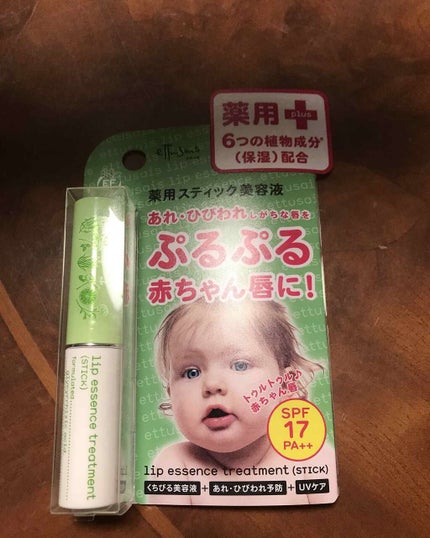 薬用 plus
6つの植物成分*
(保湿)配合
ettusais
薬用スティック美容液
あれ・ひびわれしがちな唇を
ぷるぷる
赤ちゃん唇に!
トゥルトゥル♪
赤ちゃん唇
SPF
17
PA++
lip essence treatment (STICK)
くちびる美容液 + あれ・ひびわれ予防 + UVケア
lip essence treatment
(STICK)